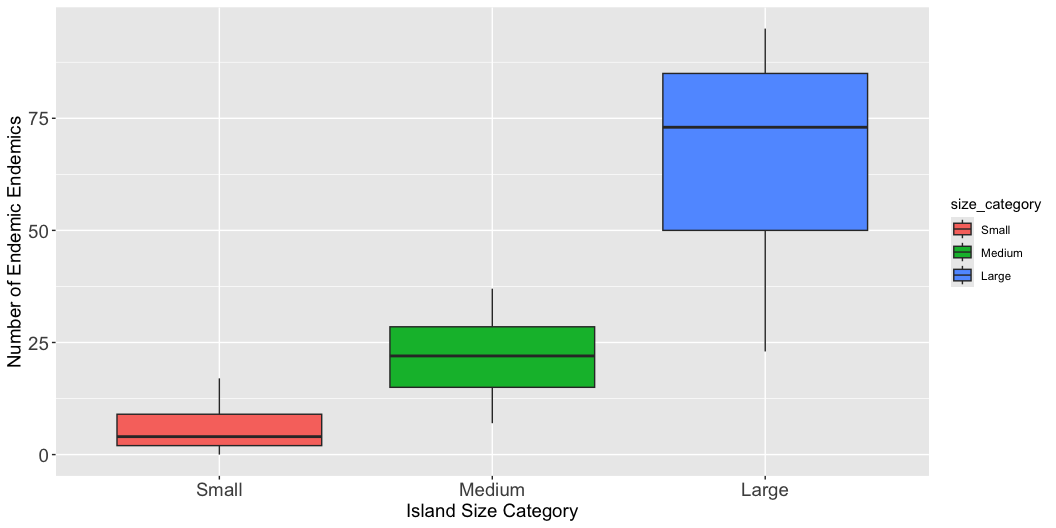 Number of Endemic Endemics
75
50
25
0
Small
Medium
Large
Island Size Category
size_category
Small
Medium
Large